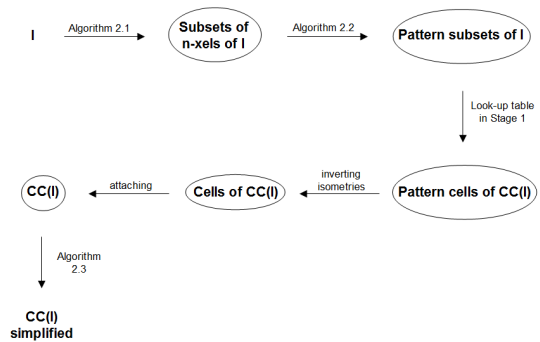 I
Algorithm 2.1
Subsets of
n-xels of I
Algorithm 2.2
Pattern subsets of I
Look-up table
in Stage 1
CC(I)
attaching
Cells of CC(I)
inverting
isometries
Pattern cells of CC(I)
Algorithm
2.3
CC(I)
simplified